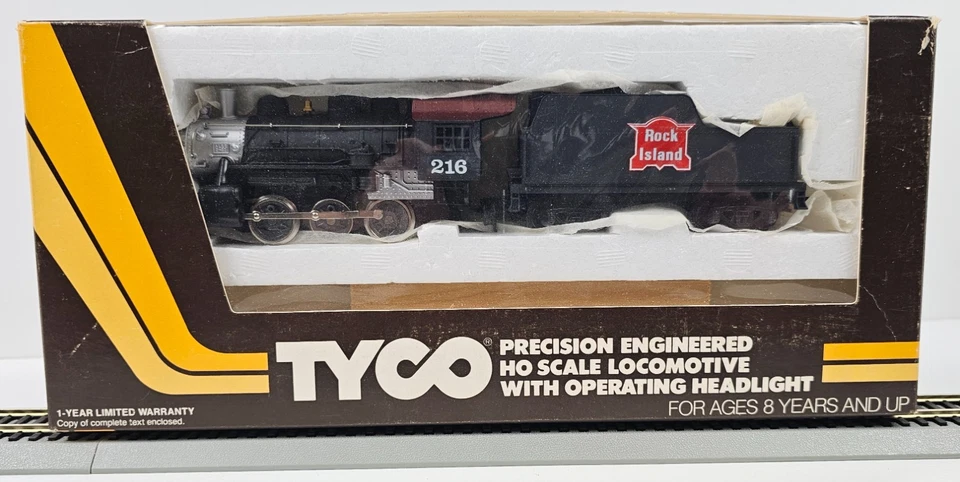 216
Rock
Island
TYCO®
PRECISION ENGINEERED
HO SCALE LOCOMOTIVE
WITH OPERATING HEADLIGHT
FOR AGES 8 YEARS AND UP
1-YEAR LIMITED WARRANTY
Copy of complete text enclosed.